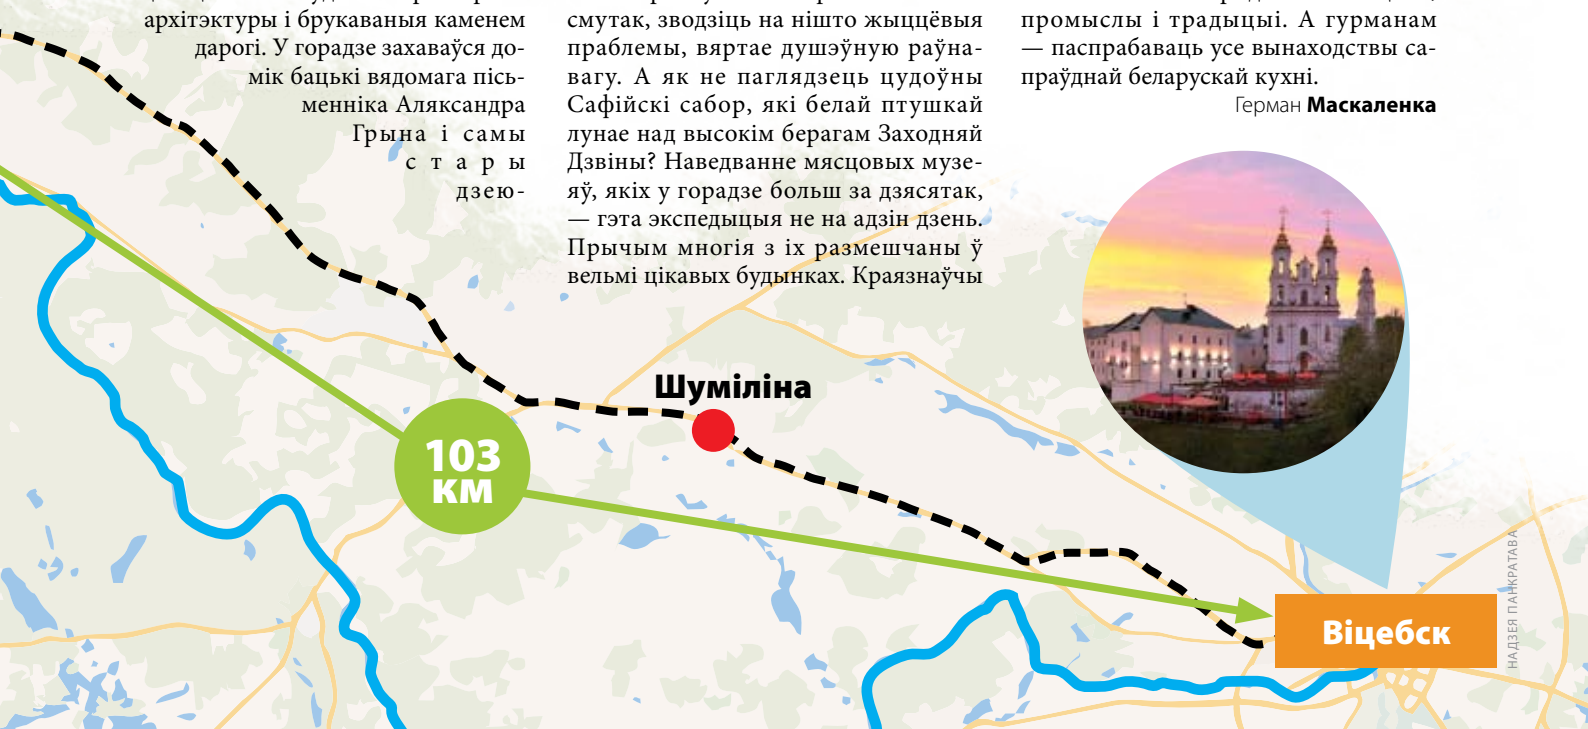 архітэктуры і брукаваныя каменем
дарогі. У горадзе захаваўся до-
мік бацькі вядомага пісь-
менніка Аляксандра
Грына і самы
стары
дзею-
смутак, зводзіць на нішто жыццёвыя
праблемы, вяртае душэўную раўна-
вагу. А як не паглядзець цудоўны
Сафійскі сабор, які белай птушкай
лунае над высокім берагам Заходняй
Дзвіны? Наведванне мясцовых музе-
яў, якіх у горадзе больш за дзясятак,
— гэта экспедыцыя не на адзін дзень.
Прычым многія з іх размешчаны ў
вельмі цікавых будынках. Краязнаўчы
промыслы і традыцыі. А гурманам
— паспрабаваць усе вынаходствы са-
праўднай беларускай кухні.
Герман Маскаленка
Шуміліна
103
КМ
Віцебск
НАДЗЕЯ ПАНКРАТАВА